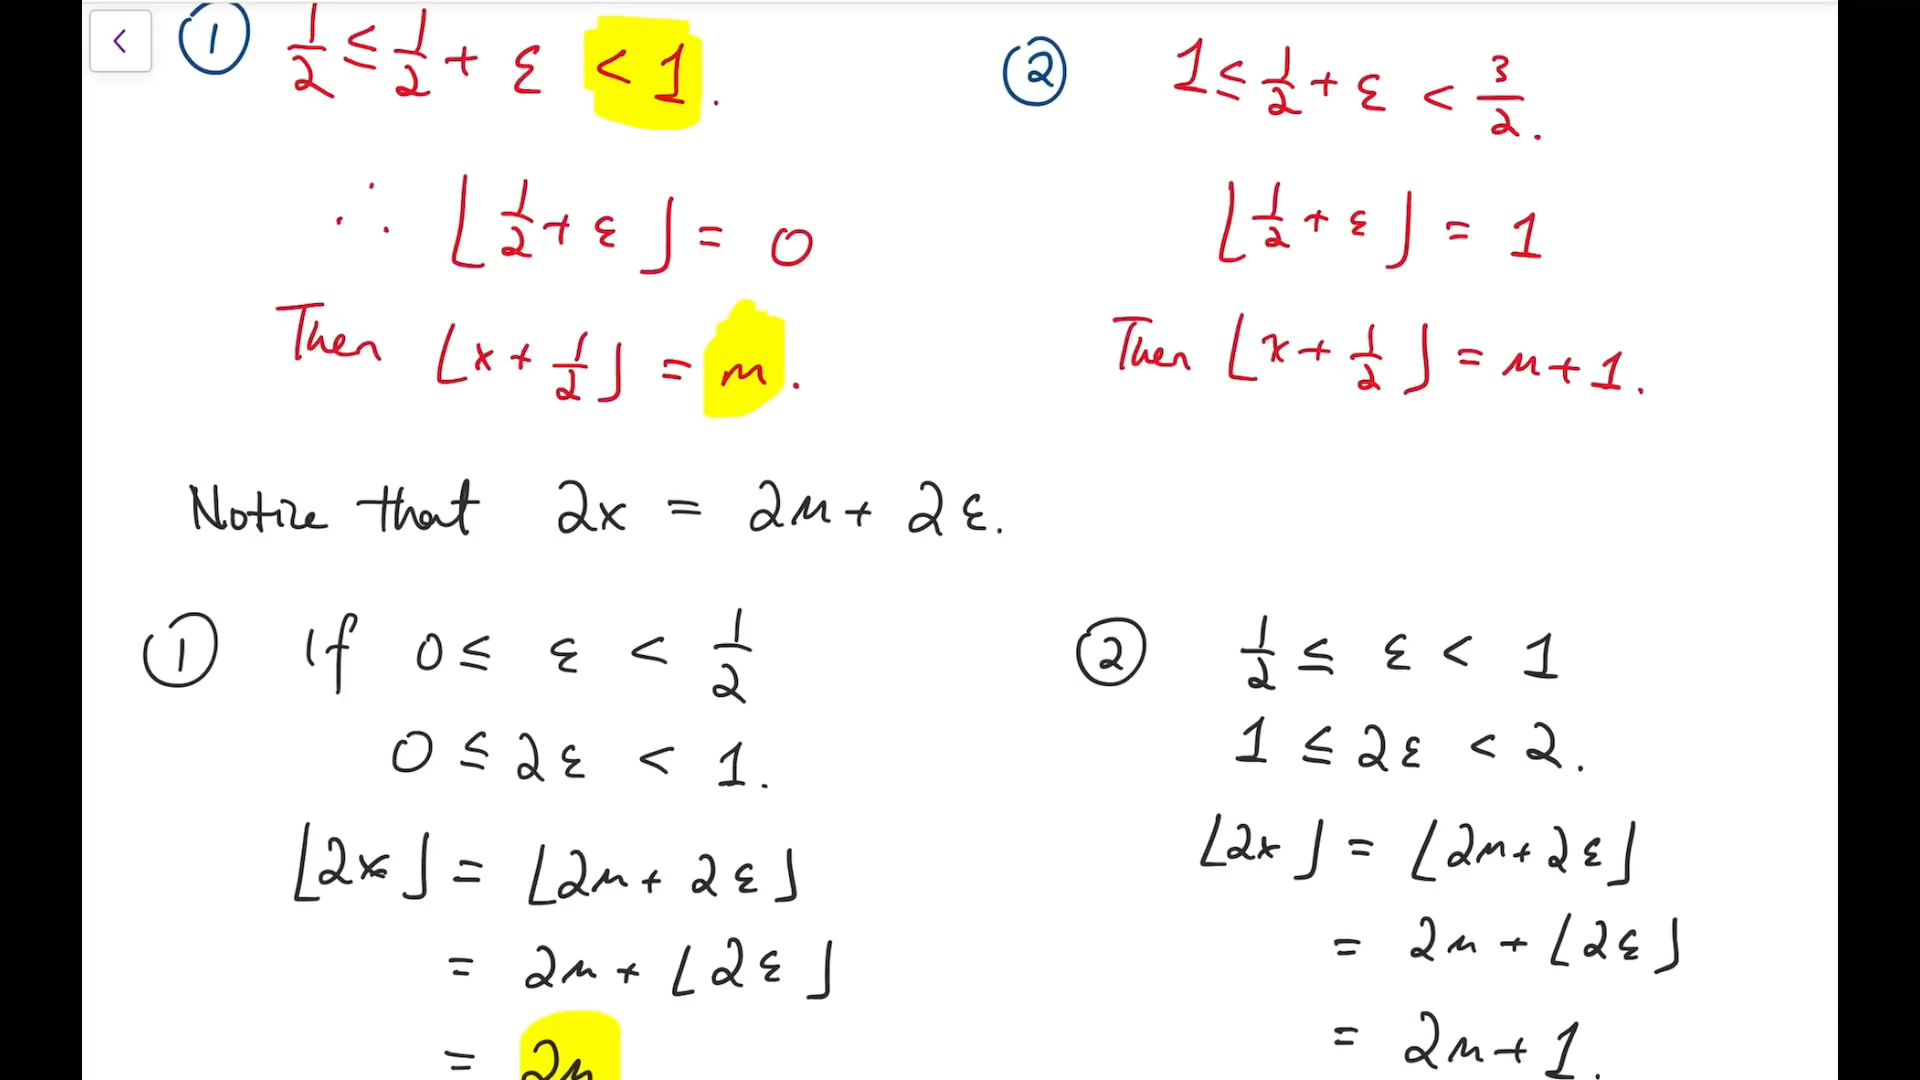 ① 1/2 ≤ 1/2 + ε < 1.
∴ ⌊1/2 + ε⌋ = 0
Then ⌊x + 1/2⌋ = n.
② 1 ≤ 1/2 + ε < 3/2.
⌊1/2 + ε⌋ = 1
Then ⌊x + 1/2⌋ = n + 1.
Notice that 2x = 2n + 2ε.
① If 0 ≤ ε < 1/2
0 ≤ 2ε < 1.
⌊2x⌋ = ⌊2n + 2ε⌋
= 2n + ⌊2ε⌋
= 2n
② 1/2 ≤ ε < 1
1 ≤ 2ε < 2.
⌊2x⌋ = ⌊2n + 2ε⌋
= 2n + ⌊2ε⌋
= 2n + 1.